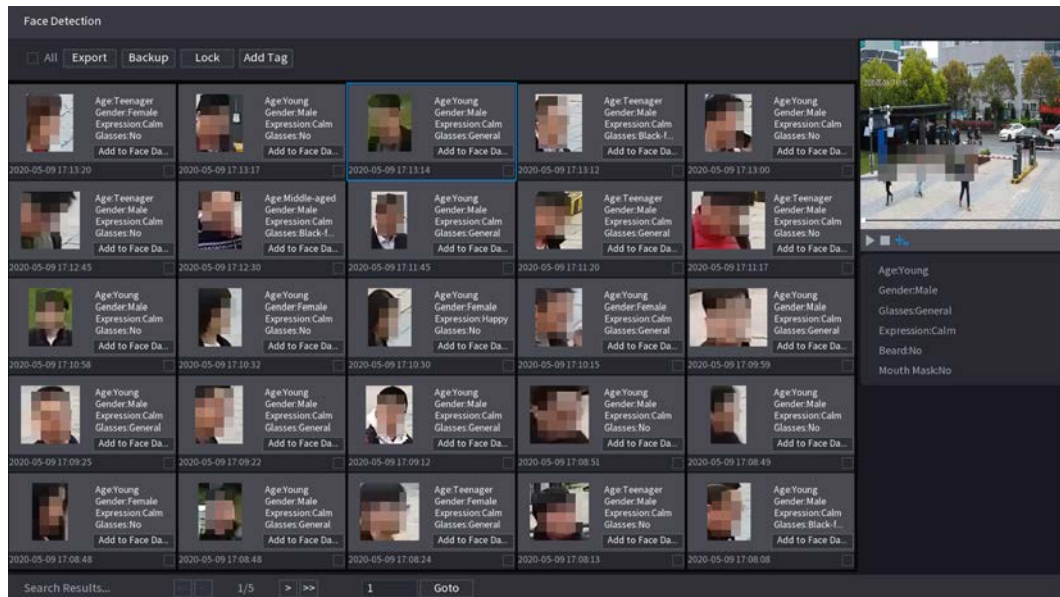 Face Detection
All
Export
Backup
Lock
Add Tag
Age:Teenager
Gender:Female
Expression:Calm
Glasses:No
Add to Face Da...
2020-05-09 17:13:20
Age:Young
Gender:Male
Expression:Calm
Glasses:No
Add to Face Da...
2020-05-09 17:13:17
Age:Young
Gender:Male
Expression:Calm
Glasses:General
Add to Face Da...
2020-05-09 17:13:14
Age:Teenager
Gender:Male
Expression:Calm
Glasses:Black-f...
Add to Face Da...
2020-05-09 17:13:12
Age:Young
Gender:Male
Expression:Calm
Glasses:No
Add to Face Da...
2020-05-09 17:13:00
Age:Teenager
Gender:Male
Expression:Calm
Glasses:No
Add to Face Da...
2020-05-09 17:12:45
Age:Middle-aged
Gender:Male
Expression:Calm
Glasses:Black-f...
Add to Face Da...
2020-05-09 17:12:30
Age:Young
Gender:Male
Expression:Calm
Glasses:General
Add to Face Da...
2020-05-09 17:11:45
Age:Teenager
Gender:Male
Expression:Calm
Glasses:General
Add to Face Da...
2020-05-09 17:11:20
Age:Teenager
Gender:Male
Expression:Calm
Glasses:No
Add to Face Da...
2020-05-09 17:11:17
Age:Young
Gender:Male
Expression:Calm
Glasses:No
Add to Face Da...
2020-05-09 17:10:58
Age:Young
Gender:Female
Expression:Calm
Glasses:No
Add to Face Da...
2020-05-09 17:10:32
Age:Young
Gender:Female
Expression:Happy
Glasses:No
Add to Face Da...
2020-05-09 17:10:30
Age:Young
Gender:Female
Expression:Calm
Glasses:General
Add to Face Da...
2020-05-09 17:10:15
Age:Young
Gender:Male
Expression:Calm
Glasses:General
Add to Face Da...
2020-05-09 17:09:59
Age:Young
Gender:Male
Expression:Calm
Glasses:General
Add to Face Da...
2020-05-09 17:09:25
Age:Young
Gender:Male
Expression:Calm
Glasses:General
Add to Face Da...
2020-05-09 17:09:22
Age:Young
Gender:Male
Expression:Calm
Glasses:General
Add to Face Da...
2020-05-09 17:09:12
Age:Young
Gender:Male
Expression:Calm
Glasses:No
Add to Face Da...
2020-05-09 17:08:51
Age:Young
Gender:Male
Expression:Calm
Glasses:No
Add to Face Da...
2020-05-09 17:08:49
Age:Young
Gender:Female
Expression:Calm
Glasses:No
Add to Face Da...
2020-05-09 17:08:48
Age:Young
Gender:Male
Expression:Calm
Glasses:General
Add to Face Da...
2020-05-09 17:08:48
Age:Teenager
Gender:Female
Expression:Calm
Glasses:General
Add to Face Da...
2020-05-09 17:08:24
Age:Teenager
Gender:Male
Expression:Calm
Glasses:No
Add to Face Da...
2020-05-09 17:08:13
Age:Young
Gender:Male
Expression:Calm
Glasses:Black-f...
Add to Face Da...
2020-05-09 17:08:08
Age:Young
Gender:Male
Glasses:General
Expression:Calm
Beard:No
Mouth Mask:No
Search Results...
1/5
>
>>
1
Goto